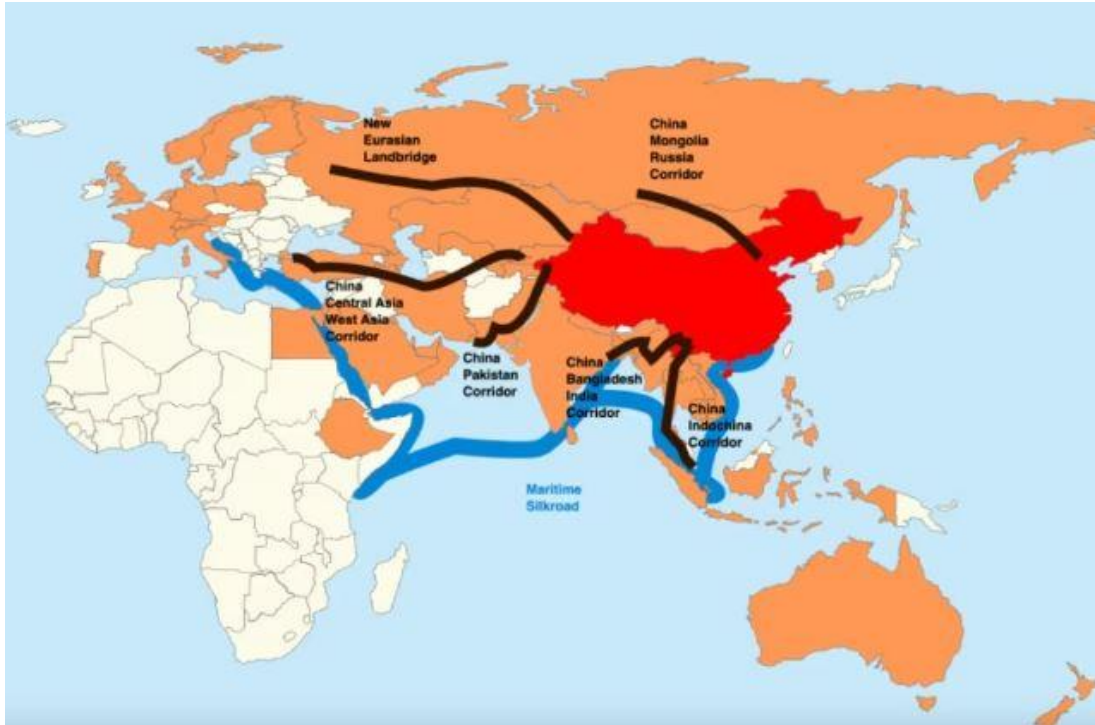 New
Eurasian
Landbridge
China
Mongolia
Russia
Corridor
China
Central Asia
West Asia
Corridor
China
Pakistan
Corridor
China
Bangladesh
India
Corridor
China
Indochina
Corridor
Maritime
Silkroad